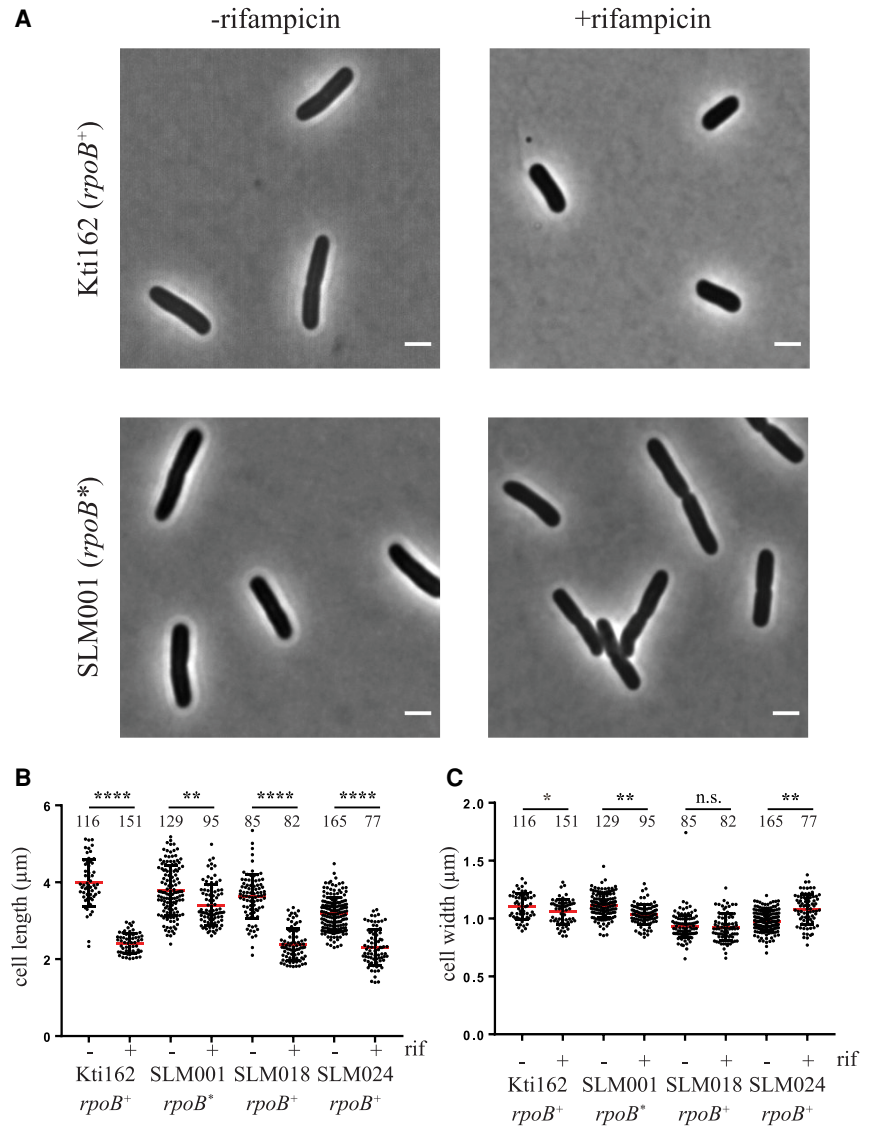 A
-rifampicin
+rifampicin
Kti162 (rpoB+)
SLM001 (rpoB*)
B
**** ** **** ****
116 151 129 95 85 82 165 77
cell length (μm)
6
4
2
0
- + - + - + - + rif
Kti162 SLM001 SLM018 SLM024
rpoB+ rpoB* rpoB+ rpoB+
C
* ** n.s. **
116 151 129 95 85 82 165 77
cell width (μm)
2.0
1.5
1.0
0.5
0.0
- + - + - + - + rif
Kti162 SLM001 SLM018 SLM024
rpoB+ rpoB* rpoB+ rpoB+